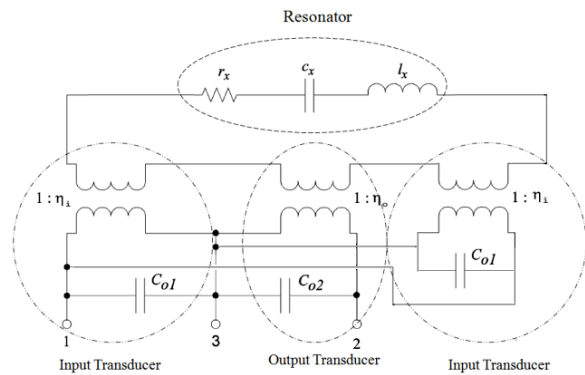 Resonator
r_x
c_x
l_x
1 : η_i
1 : η_o
1 : η_i
C_o1
C_o2
C_o1
1
3
2
Input Transducer
Output Transducer
Input Transducer